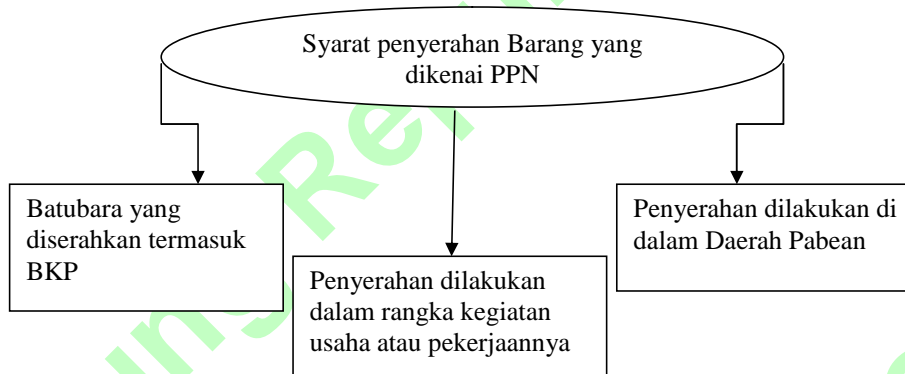 Syarat penyerahan Barang yang
dikenai PPN
Batubara yang
diserahkan termasuk
BKP
Penyerahan dilakukan
dalam rangka kegiatan
usaha atau pekerjaannya
Penyerahan dilakukan di
dalam Daerah Pabean